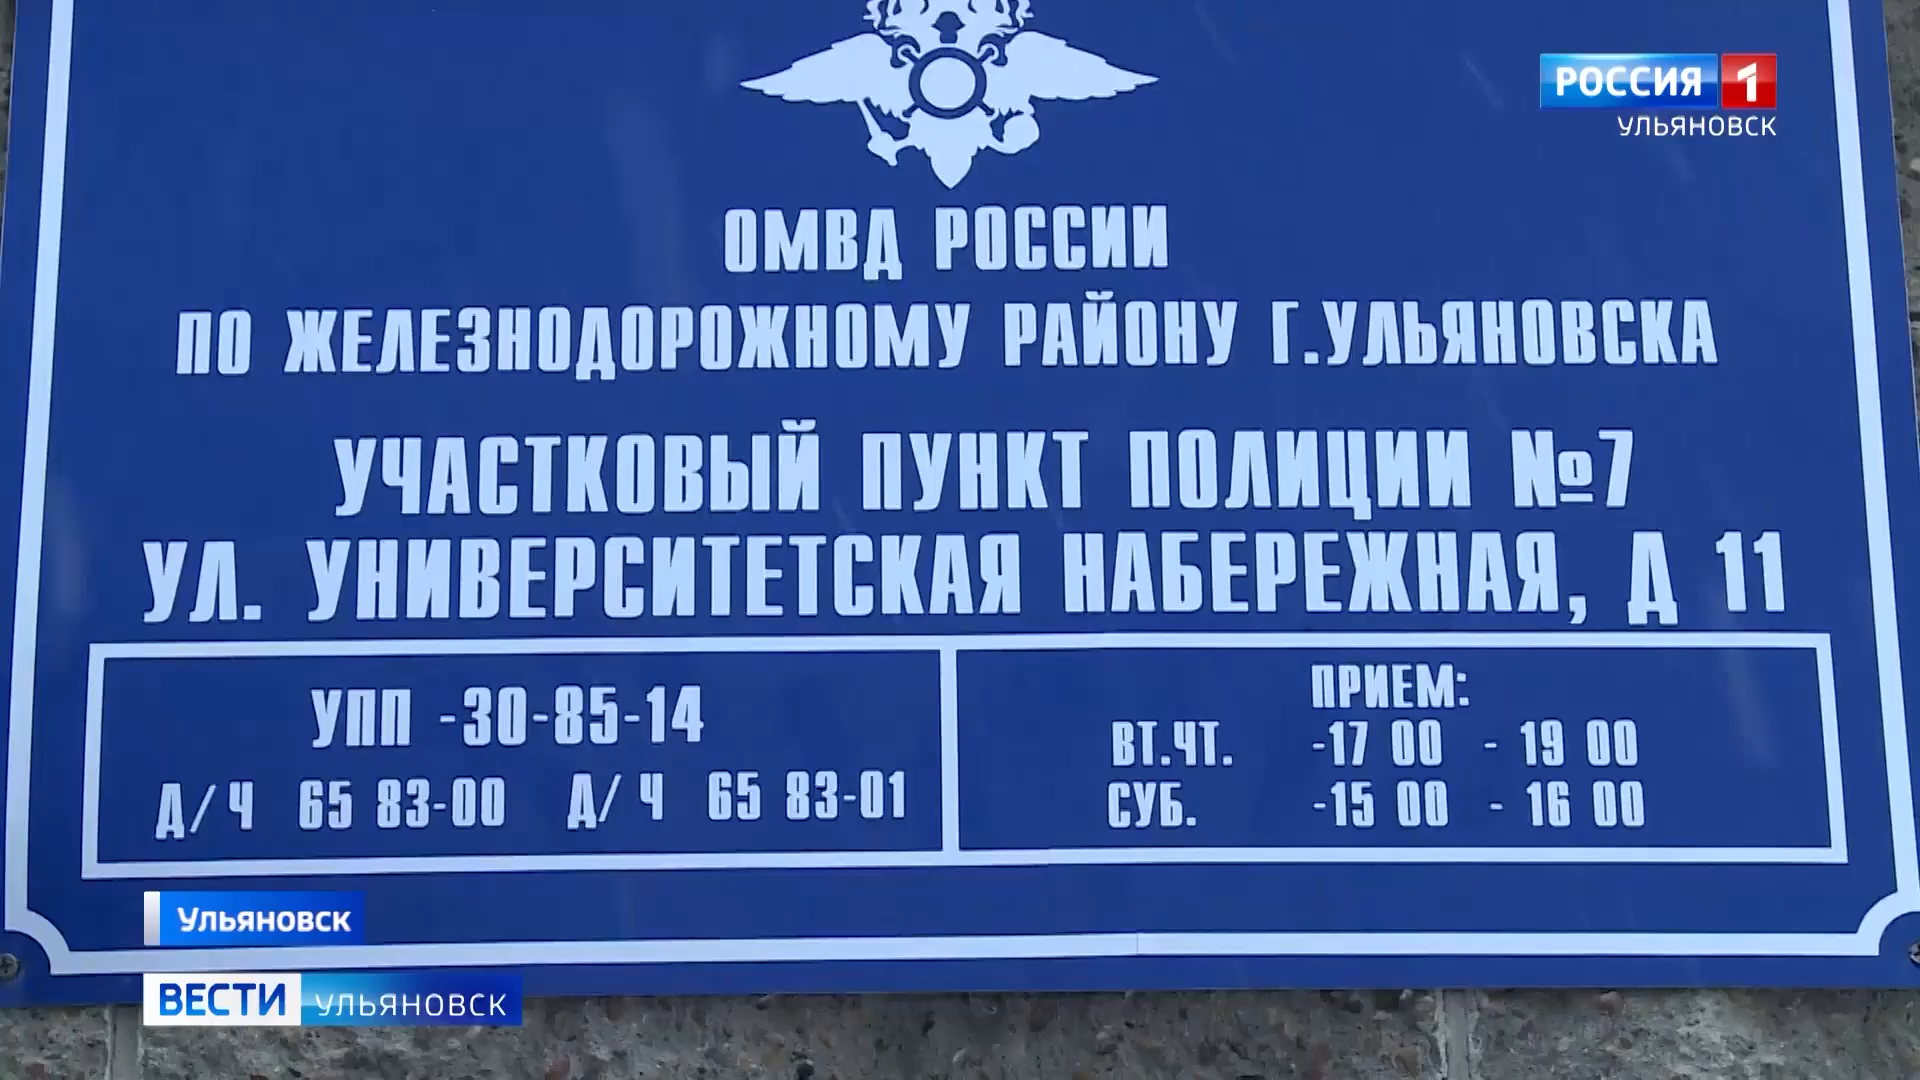 РОССИЯ 1
УЛЬЯНОВСК
ОМВД РОССИИ
ПО ЖЕЛЕЗНОДОРОЖНОМУ РАЙОНУ Г.УЛЬЯНОВСКА
УЧАСТКОВЫЙ ПУНКТ ПОЛИЦИИ №7
УЛ. УНИВЕРСИТЕТСКАЯ НАБЕРЕЖНАЯ, Д 11
УПП -30-85-14
Д/Ч 65 83-00 Д/Ч 65 83-01
ПРИЕМ:
ВТ.ЧТ. -17 00 - 19 00
СУБ. -15 00 - 16 00
Ульяновск
ВЕСТИ УЛЬЯНОВСК